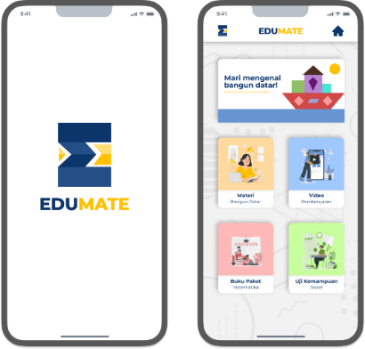 9:41
EDUMATE
9:41
EDUMATE
Mari mengenal
bangun datar!
Materi
Bangun Datar
Video
Pembelajaran
Buku Paket
Matematika
Uji Kemampuan
Siswa